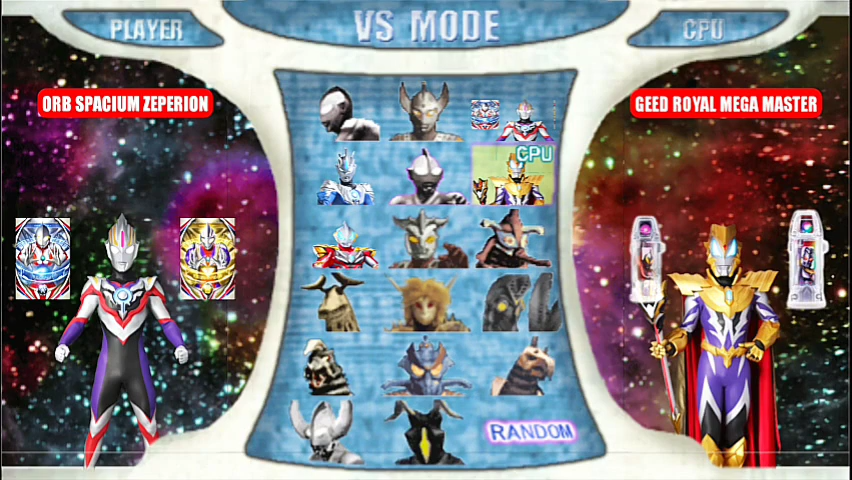 PLAYER
VS MODE
CPU
ORB SPACIUM ZEPERION
GEED ROYAL MEGA MASTER
CPU
RANDOM